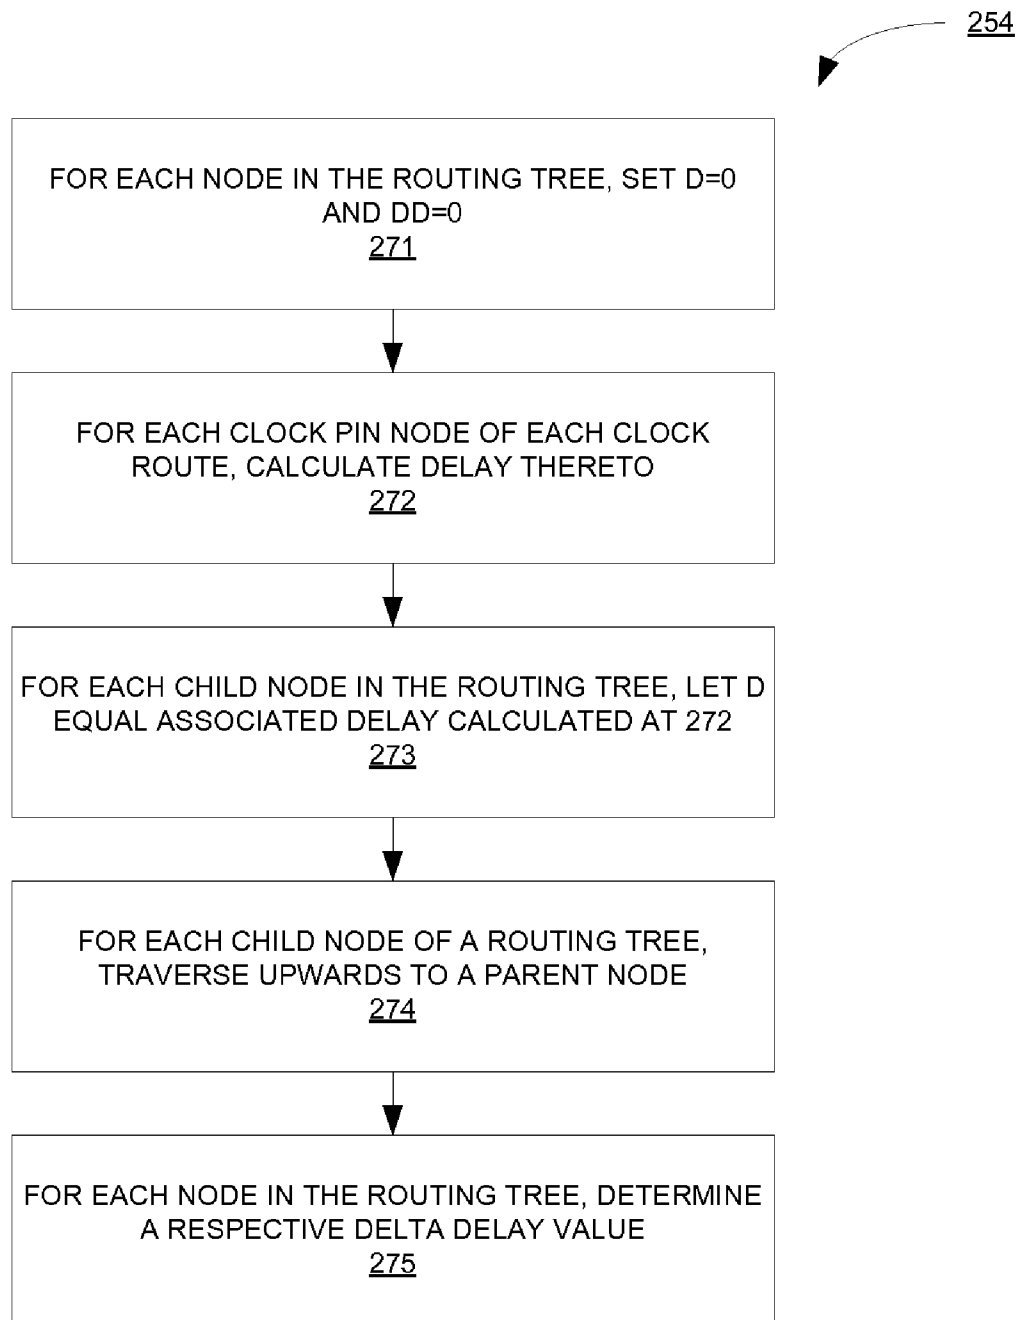 254
FOR EACH NODE IN THE ROUTING TREE, SET D=0
AND DD=0
271
FOR EACH CLOCK PIN NODE OF EACH CLOCK
ROUTE, CALCULATE DELAY THERETO
272
FOR EACH CHILD NODE IN THE ROUTING TREE, LET D
EQUAL ASSOCIATED DELAY CALCULATED AT 272
273
FOR EACH CHILD NODE OF A ROUTING TREE,
TRAVERSE UPWARDS TO A PARENT NODE
274
FOR EACH NODE IN THE ROUTING TREE, DETERMINE
A RESPECTIVE DELTA DELAY VALUE
275